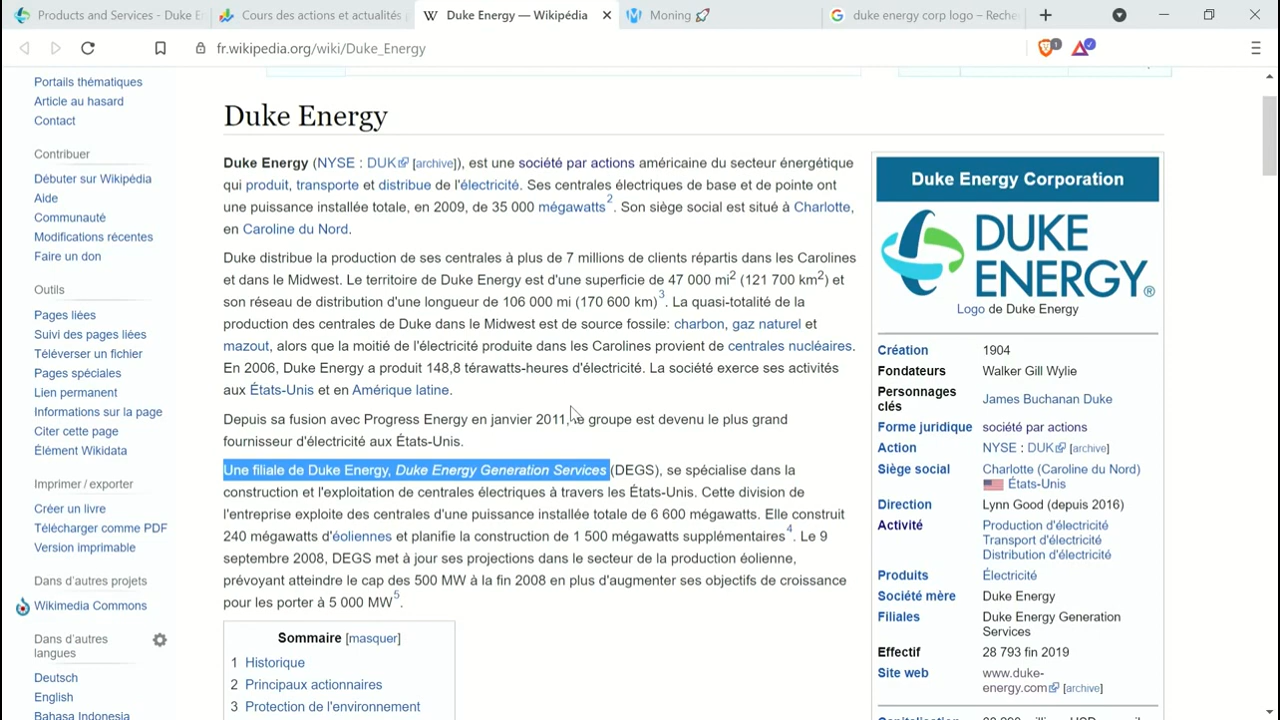 Products and Services - Duke E
Cours des actions et actualités
Duke Energy — Wikipédia
Moning 🚀
duke energy corp logo – Reche
fr.wikipedia.org/wiki/Duke_Energy
1
Portails thématiques
Article au hasard
Contact
Contribuer
Débuter sur Wikipédia
Aide
Communauté
Modifications récentes
Faire un don
Outils
Pages liées
Suivi des pages liées
Téléverser un fichier
Pages spéciales
Lien permanent
Informations sur la page
Citer cette page
Élément Wikidata
Imprimer / exporter
Créer un livre
Télécharger comme PDF
Version imprimable
Dans d'autres projets
Wikimedia Commons
Dans d'autres
langues
Deutsch
English
Bahasa Indonesia
Duke Energy
Duke Energy (NYSE : DUK [archive]), est une société par actions américaine du secteur énergétique
qui produit, transporte et distribue de l'électricité. Ses centrales électriques de base et de pointe ont
une puissance installée totale, en 2009, de 35 000 mégawatts2. Son siège social est situé à Charlotte,
en Caroline du Nord.
Duke distribue la production de ses centrales à plus de 7 millions de clients répartis dans les Carolines
et dans le Midwest. Le territoire de Duke Energy est d'une superficie de 47 000 mi2 (121 700 km2) et
son réseau de distribution d'une longueur de 106 000 mi (170 600 km)3. La quasi-totalité de la
production des centrales de Duke dans le Midwest est de source fossile: charbon, gaz naturel et
mazout, alors que la moitié de l'électricité produite dans les Carolines provient de centrales nucléaires.
En 2006, Duke Energy a produit 148,8 térawatts-heures d'électricité. La société exerce ses activités
aux États-Unis et en Amérique latine.
Depuis sa fusion avec Progress Energy en janvier 2011, le groupe est devenu le plus grand
fournisseur d'électricité aux États-Unis.
Une filiale de Duke Energy, Duke Energy Generation Services (DEGS), se spécialise dans la
construction et l'exploitation de centrales électriques à travers les États-Unis. Cette division de
l'entreprise exploite des centrales d'une puissance installée totale de 6 600 mégawatts. Elle construit
240 mégawatts d'éoliennes et planifie la construction de 1 500 mégawatts supplémentaires4. Le 9
septembre 2008, DEGS met à jour ses projections dans le secteur de la production éolienne,
prévoyant atteindre le cap des 500 MW à la fin 2008 en plus d'augmenter ses objectifs de croissance
pour les porter à 5 000 MW5.
Sommaire [masquer]
1 Historique
2 Principaux actionnaires
3 Protection de l'environnement
Duke Energy Corporation
DUKE
ENERGY®
Logo de Duke Energy
Création 1904
Fondateurs Walker Gill Wylie
Personnages
clés James Buchanan Duke
Forme juridique société par actions
Action NYSE : DUK [archive]
Siège social Charlotte (Caroline du Nord)
États-Unis
Direction Lynn Good (depuis 2016)
Activité Production d'électricité
Transport d'électricité
Distribution d'électricité
Produits Électricité
Société mère Duke Energy
Filiales Duke Energy Generation
Services
Effectif 28 793 fin 2019
Site web www.duke-
energy.com [archive]